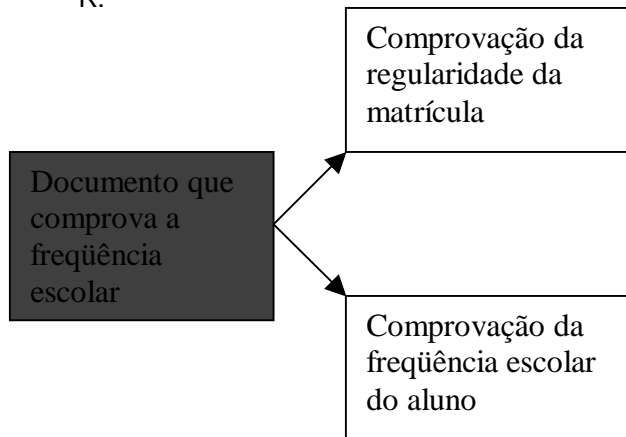 R:
Comprovação da
regularidade da
matrícula
Documento que
comprova a
freqüência
escolar
Comprovação da
freqüência escolar
do aluno